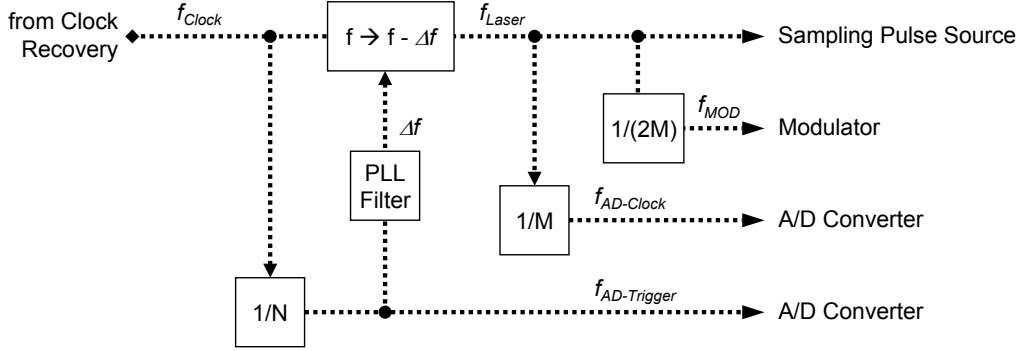 from Clock
Recovery
f_Clock
f → f - Δf
f_Laser
Sampling Pulse Source
1/(2M)
f_MOD
Modulator
Δf
PLL
Filter
1/M
f_AD-Clock
A/D Converter
1/N
f_AD-Trigger
A/D Converter